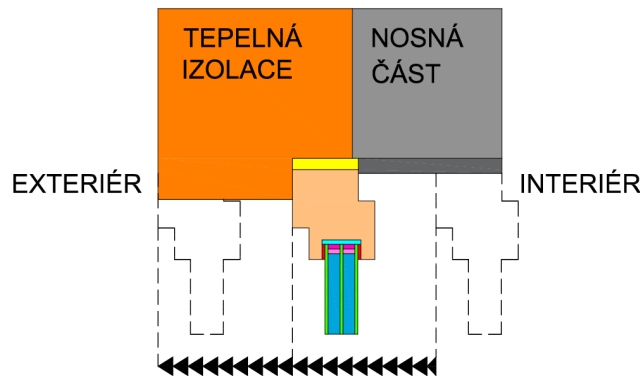 TEPELNÁ
IZOLACE
NOSNÁ
ČÁST
EXTERIÉR
INTERIÉR